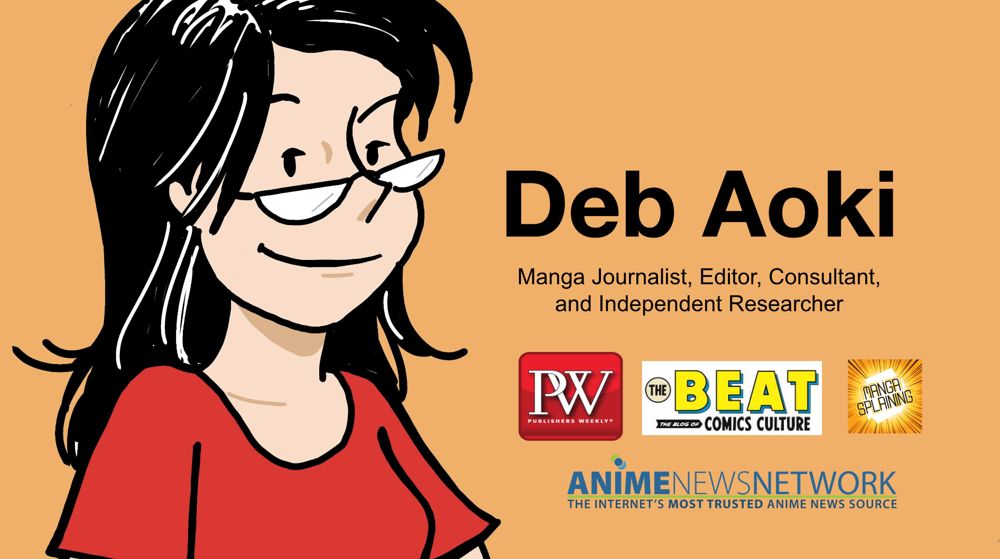 Deb Aoki
Manga Journalist, Editor, Consultant,
and Independent Researcher
PW
PUBLISHERS WEEKLY®
THE BEAT
THE BLOG OF COMICS CULTURE
MANGA
SPLAINING
ANIMENEWSNETWORK
THE INTERNET'S MOST TRUSTED ANIME NEWS SOURCE
2